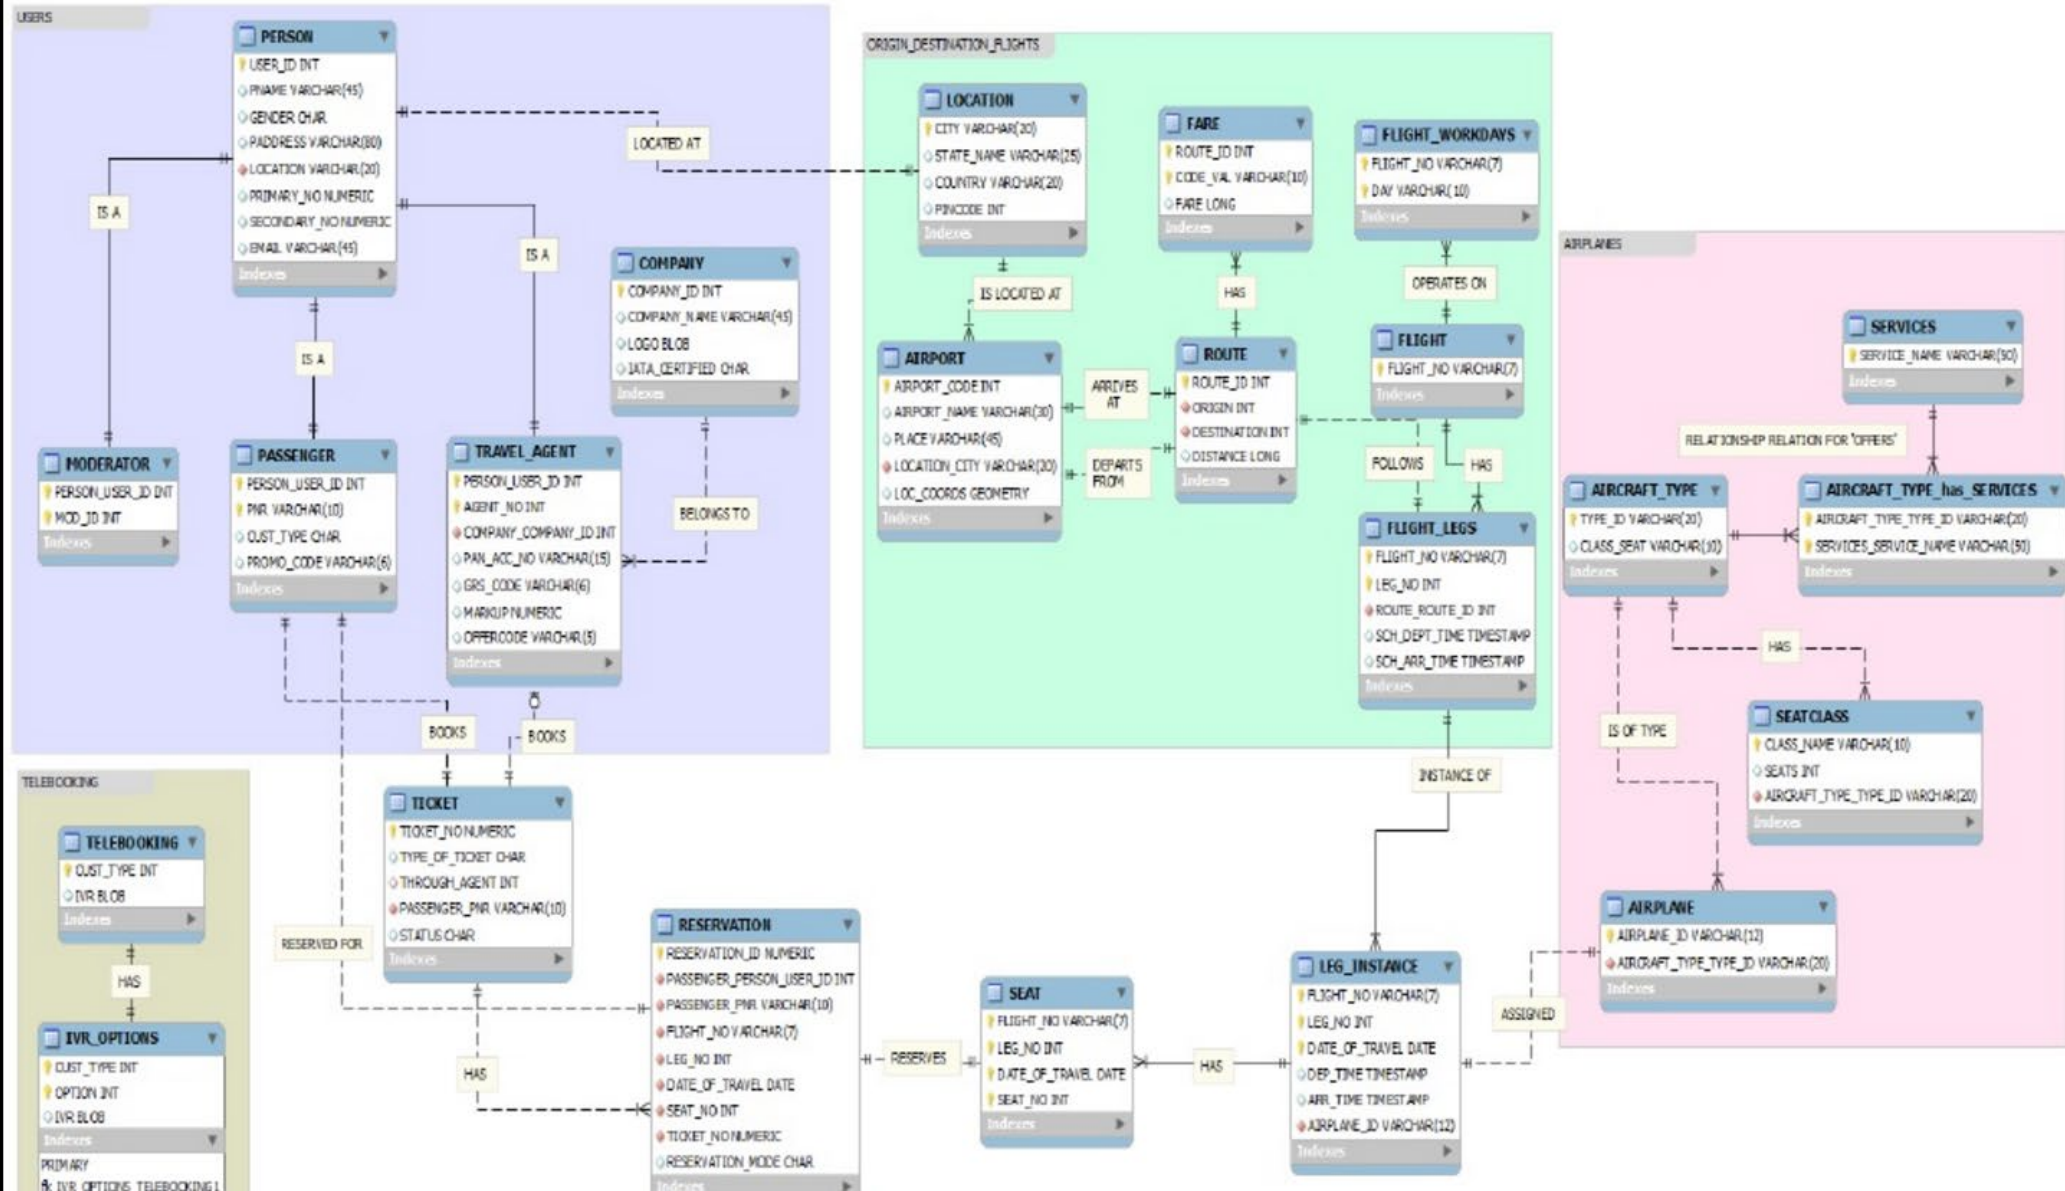 USERS
PERSON
USER_ID INT
PNAME VARCHAR(45)
GENDER CHAR
PADDRESS VARCHAR(80)
LOCATION VARCHAR(20)
PRIMARY_NO NUMERIC
SECONDARY_NO NUMERIC
EMAIL VARCHAR(45)
Indexes
LOCATED AT
IS A
IS A
IS A
COMPANY
COMPANY_ID INT
COMPANY_NAME VARCHAR(45)
LOGO BLOB
IATA_CERTIFIED CHAR
Indexes
MODERATOR
PERSON_USER_ID INT
MOD_ID INT
Indexes
PASSENGER
PERSON_USER_ID INT
PNR VARCHAR(10)
CUST_TYPE CHAR
PROMO_CODE VARCHAR(6)
Indexes
TRAVEL_AGENT
PERSON_USER_ID INT
AGENT_NO INT
COMPANY_COMPANY_ID INT
PAN_ACC_NO VARCHAR(15)
GRS_CODE VARCHAR(6)
MARKUP NUMERIC
OFFERCODE VARCHAR(5)
Indexes
BELONGS TO
BOOKS
BOOKS
ORIGIN_DESTINATION_FLIGHTS
LOCATION
CITY VARCHAR(20)
STATE_NAME VARCHAR(25)
COUNTRY VARCHAR(20)
PINCODE INT
Indexes
FARE
ROUTE_ID INT
CODE_VAL VARCHAR(10)
FARE LONG
Indexes
FLIGHT_WORKDAYS
FLIGHT_NO VARCHAR(7)
DAY VARCHAR(10)
Indexes
IS LOCATED AT
HAS
OPERATES ON
AIRPORT
AIRPORT_CODE INT
AIRPORT_NAME VARCHAR(30)
PLACE VARCHAR(45)
LOCATION_CITY VARCHAR(20)
LOC_COORDS GEOMETRY
Indexes
ARRIVES
AT
DEPARTS
FROM
ROUTE
ROUTE_ID INT
ORIGIN INT
DESTINATION INT
DISTANCE LONG
Indexes
FLIGHT
FLIGHT_NO VARCHAR(7)
Indexes
FOLLOWS
HAS
FLIGHT_LEGS
FLIGHT_NO VARCHAR(7)
LEG_NO INT
ROUTE_ROUTE_ID INT
SCH_DEPT_TIME TIMESTAMP
SCH_ARR_TIME TIMESTAMP
Indexes
INSTANCE OF
AIRPLANES
SERVICES
SERVICE_NAME VARCHAR(50)
Indexes
RELATIONSHIP RELATION FOR 'OFFERS'
AIRCRAFT_TYPE
TYPE_ID VARCHAR(20)
CLASS_SEAT VARCHAR(10)
Indexes
AIRCRAFT_TYPE_has_SERVICES
AIRCRAFT_TYPE_TYPE_ID VARCHAR(20)
SERVICES_SERVICE_NAME VARCHAR(50)
Indexes
HAS
IS OF TYPE
SEATCLASS
CLASS_NAME VARCHAR(10)
SEATS INT
AIRCRAFT_TYPE_TYPE_ID VARCHAR(20)
Indexes
AIRPLANE
AIRPLANE_ID VARCHAR(12)
AIRCRAFT_TYPE_TYPE_ID VARCHAR(20)
Indexes
ASSIGNED
TELEBOOKING
TELEBOOKING
CUST_TYPE INT
IVR BLOB
Indexes
HAS
IVR_OPTIONS
CUST_TYPE INT
OPTION INT
IVR BLOB
Indexes
PRIMARY
fk_IVR_OPTIONS_TELEBOOKING1
TICKET
TICKET_NO NUMERIC
TYPE_OF_TICKET CHAR
THROUGH_AGENT INT
PASSENGER_PNR VARCHAR(10)
STATUS CHAR
Indexes
RESERVED FOR
HAS
RESERVATION
RESERVATION_ID NUMERIC
PASSENGER_PERSON_USER_ID INT
PASSENGER_PNR VARCHAR(10)
FLIGHT_NO VARCHAR(7)
LEG_NO INT
DATE_OF_TRAVEL DATE
SEAT_NO INT
TICKET_NO NUMERIC
RESERVATION_MODE CHAR
Indexes
RESERVES
SEAT
FLIGHT_NO VARCHAR(7)
LEG_NO INT
DATE_OF_TRAVEL DATE
SEAT_NO INT
Indexes
HAS
LEG_INSTANCE
FLIGHT_NO VARCHAR(7)
LEG_NO INT
DATE_OF_TRAVEL DATE
DEP_TIME TIMESTAMP
ARR_TIME TIMESTAMP
AIRPLANE_ID VARCHAR(12)
Indexes